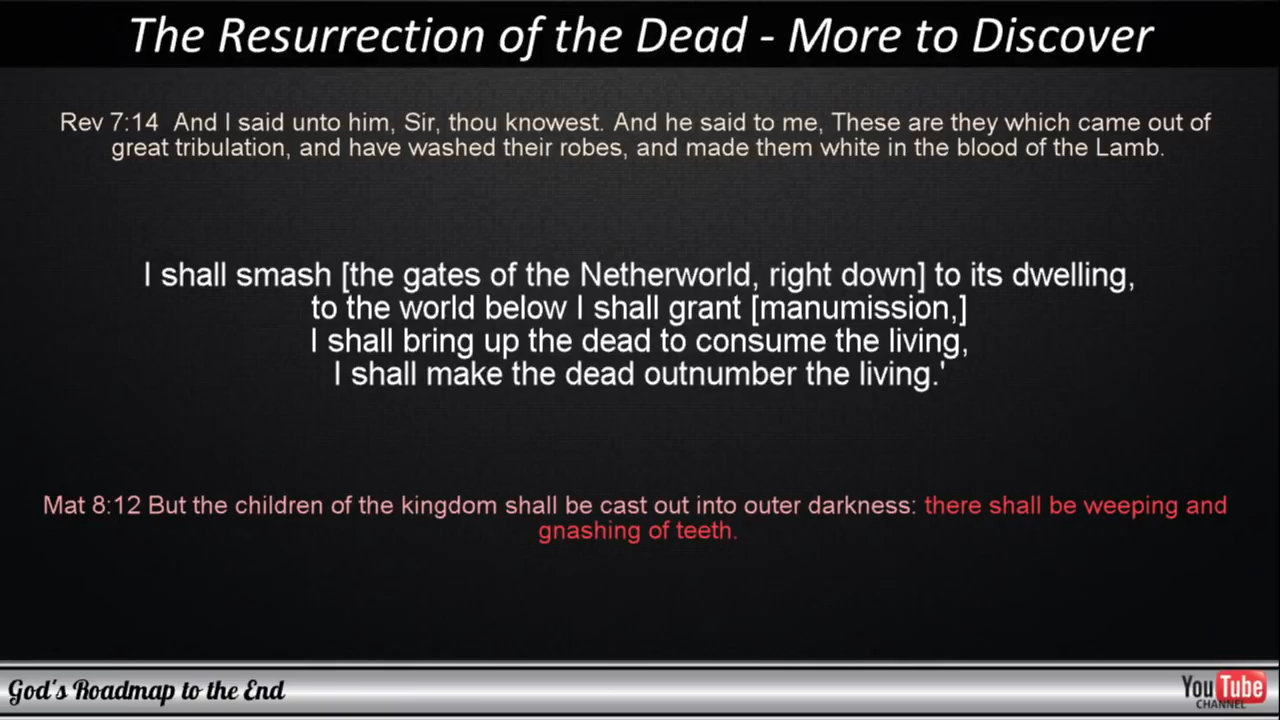 The Resurrection of the Dead - More to Discover
Rev 7:14 And I said unto him, Sir, thou knowest. And he said to me, These are they which came out of
great tribulation, and have washed their robes, and made them white in the blood of the Lamb.
I shall smash [the gates of the Netherworld, right down] to its dwelling,
to the world below I shall grant [manumission,]
I shall bring up the dead to consume the living,
I shall make the dead outnumber the living.'
Mat 8:12 But the children of the kingdom shall be cast out into outer darkness: there shall be weeping and
gnashing of teeth.
God's Roadmap to the End
YouTube
CHANNEL